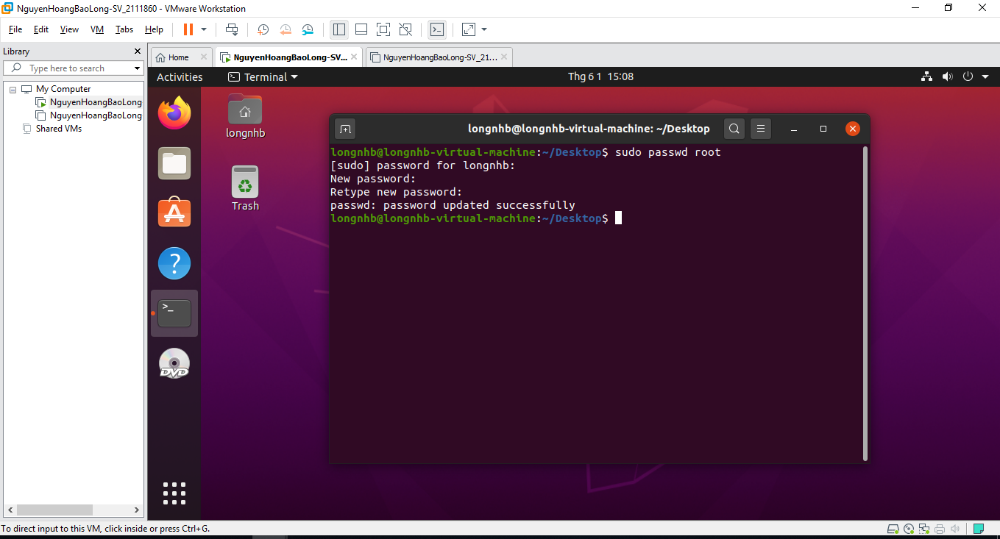 NguyenHoangBaoLong-SV_2111860 - VMware Workstation
File Edit View VM Tabs Help
Library
Type here to search
My Computer
NguyenHoangBaoLong
NguyenHoangBaoLong
Shared VMs
Home
NguyenHoangBaoLong-SV...
NguyenHoangBaoLong-SV_21...
Activities
Terminal
Thg 6 1 15:08
longnhb
Trash
DVD
longnhb@longnhb-virtual-machine: ~/Desktop
longnhb@longnhb-virtual-machine:~/Desktop$ sudo passwd root
[sudo] password for longnhb:
New password:
Retype new password:
passwd: password updated successfully
longnhb@longnhb-virtual-machine:~/Desktop$
To direct input to this VM, click inside or press Ctrl+G.